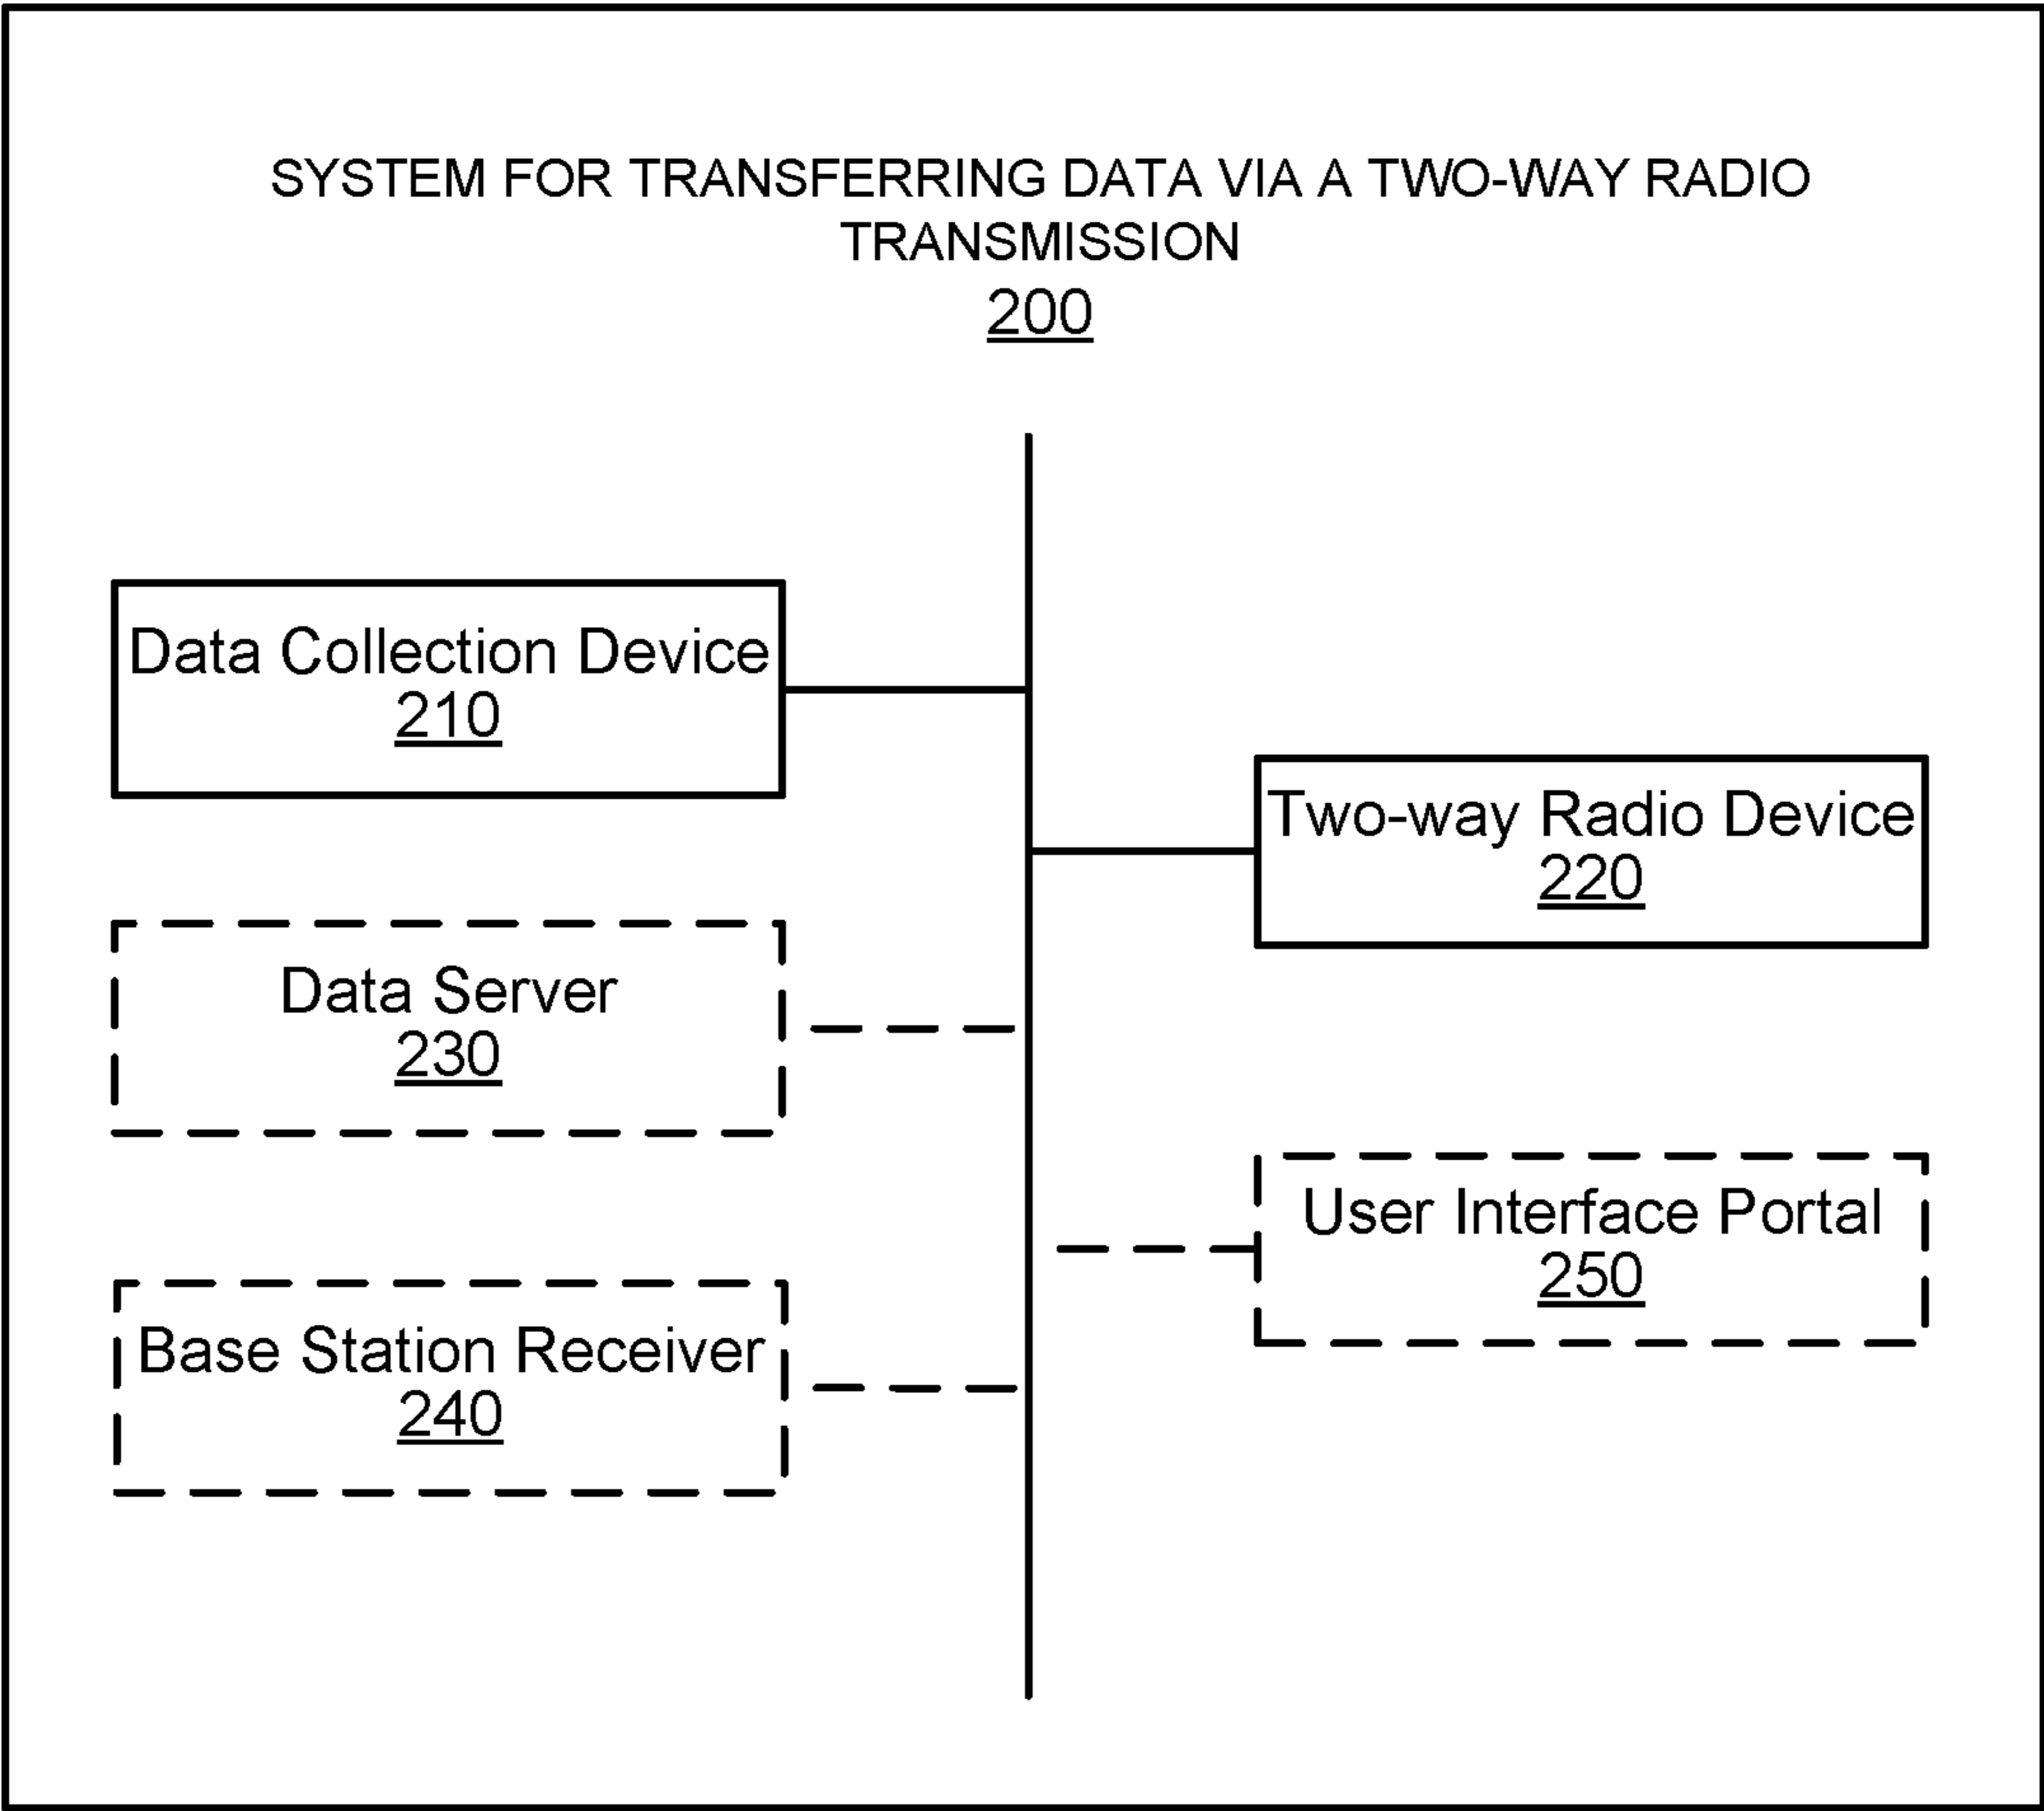 SYSTEM FOR TRANSFERRING DATA VIA A TWO-WAY RADIO
TRANSMISSION
200
Data Collection Device
210
Two-way Radio Device
220
Data Server
230
User Interface Portal
250
Base Station Receiver
240